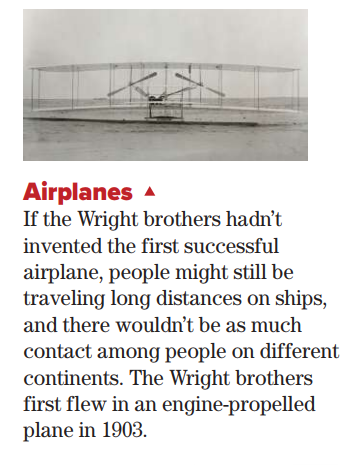 Airplanes ▲
If the Wright brothers hadn’t
invented the first successful
airplane, people might still be
traveling long distances on ships,
and there wouldn’t be as much
contact among people on different
continents. The Wright brothers
first flew in an engine-propelled
plane in 1903.